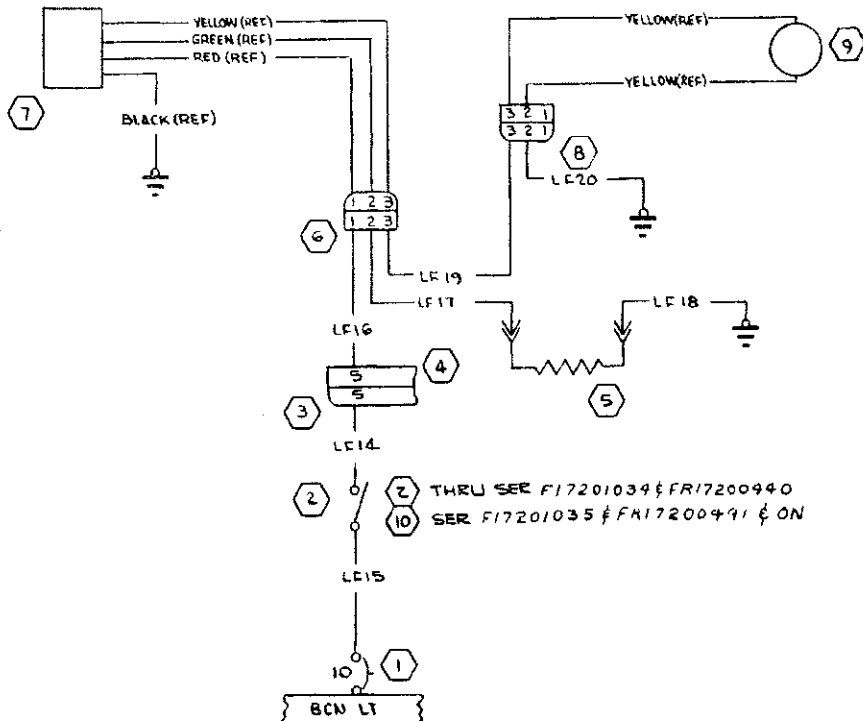 YELLOW (REF)
GREEN (REF)
RED (REF)
7
BLACK (REF)
YELLOW(REF)
9
YELLOW(REF)
3 2 1
3 2 1
8
LF20
1 2 3
1 2 3
6
LF19
LF17
LF18
LF16
5
5
4
3
5
LF14
2
2 THRU SER F17201034 & FR17200440
10 SER F17201035 & FR17200491 & ON
LF15
10
1
BCN LT